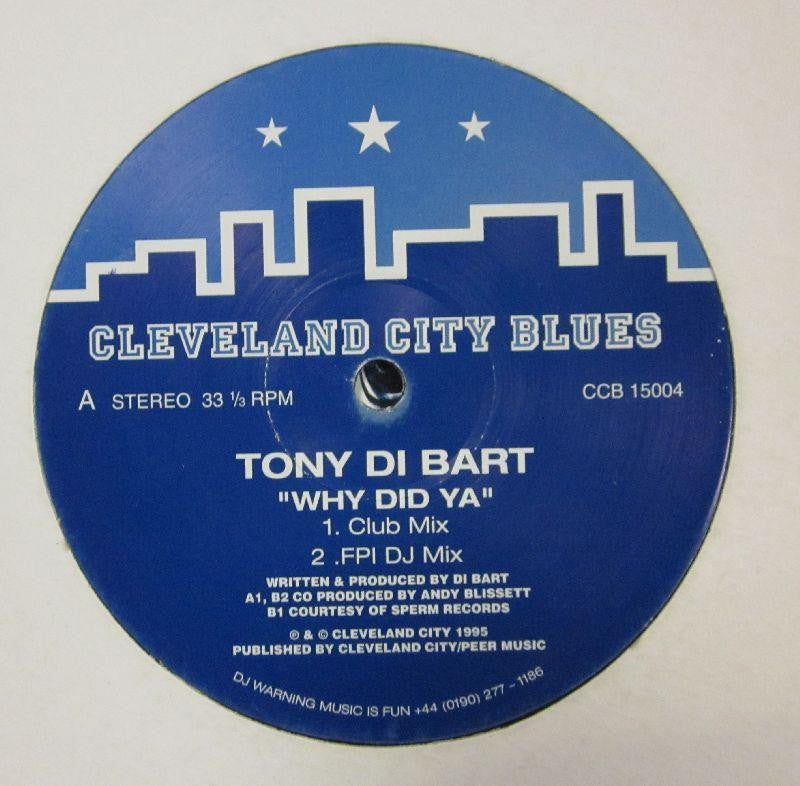 CLEVELAND CITY BLUES
A STEREO 33 ⅓ RPM
CCB 15004
TONY DI BART
"WHY DID YA"
1. Club Mix
2 .FPI DJ Mix
WRITTEN & PRODUCED BY DI BART
A1, B2 CO PRODUCED BY ANDY BLISSETT
B1 COURTESY OF SPERM RECORDS
℗ & © CLEVELAND CITY 1995
PUBLISHED BY CLEVELAND CITY/PEER MUSIC
DJ WARNING MUSIC IS FUN +44 (0190) 277 - 1186